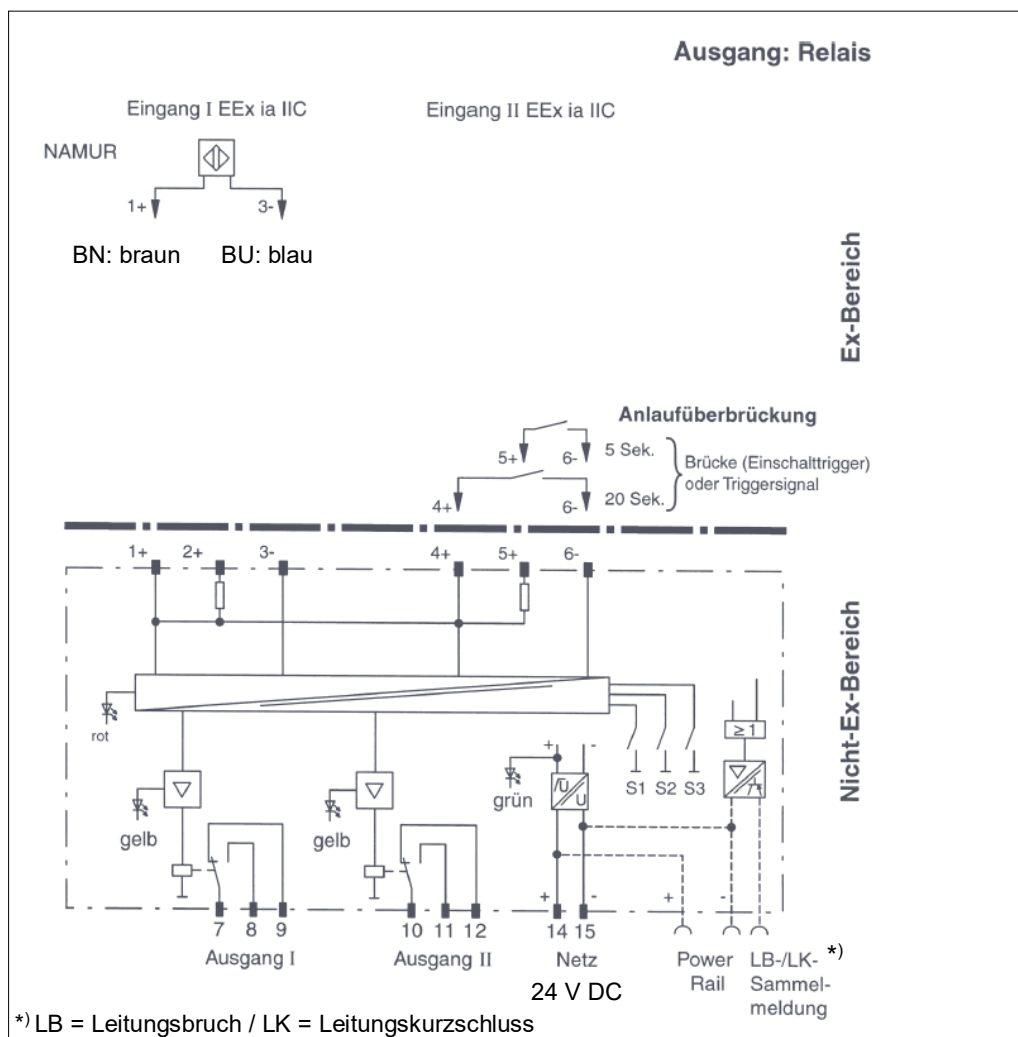 Ausgang: Relais
Eingang I EEx ia IIC
Eingang II EEx ia IIC
NAMUR
1+
3-
BN: braun
BU: blau
Ex-Bereich
Anlaufüberbrückung
5+
6-
5 Sek.
4+
6-
20 Sek.
Brücke (Einschalttrigger)
oder Triggersignal
1+
2+
3-
4+
5+
6-
Nicht-Ex-Bereich
rot
≥1
+
-
S1
S2
S3
grün
U
U
gelb
gelb
+
-
+
-
7
8
9
10
11
12
14
15
Ausgang I
Ausgang II
Netz
24 V DC
Power
Rail
LB-/LK- *)
Sammel-
meldung
*) LB = Leitungsbruch / LK = Leitungskurzschluss